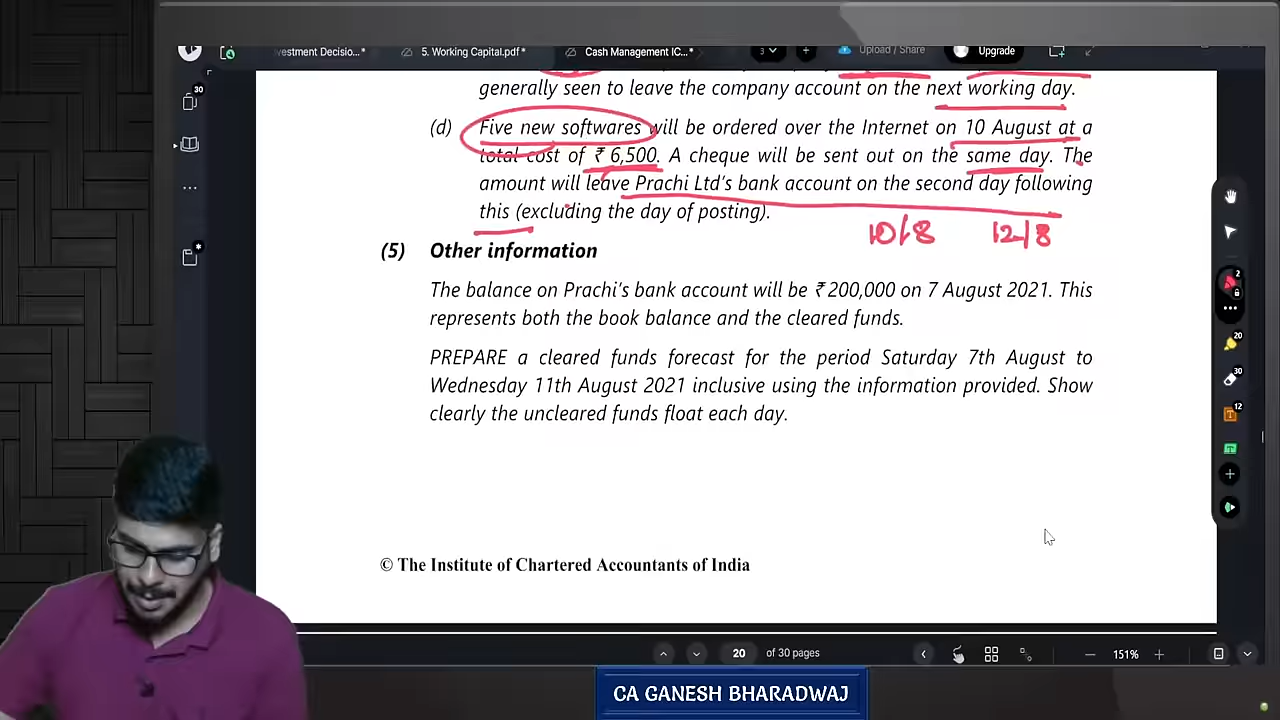 vestment Decisio...*
5. Working Capital.pdf*
Cash Management IC...*
3
Upload / Share
Upgrade
30
generally seen to leave the company account on the next working day.
(d) Five new softwares will be ordered over the Internet on 10 August at a
total cost of ₹ 6,500. A cheque will be sent out on the same day. The
amount will leave Prachi Ltd's bank account on the second day following
this (excluding the day of posting).
10/8 12/8
(5) Other information
The balance on Prachi's bank account will be ₹200,000 on 7 August 2021. This
represents both the book balance and the cleared funds.
PREPARE a cleared funds forecast for the period Saturday 7th August to
Wednesday 11th August 2021 inclusive using the information provided. Show
clearly the uncleared funds float each day.
© The Institute of Chartered Accountants of India
2
20
30
12
20 of 30 pages
151%
CA GANESH BHARADWAJ